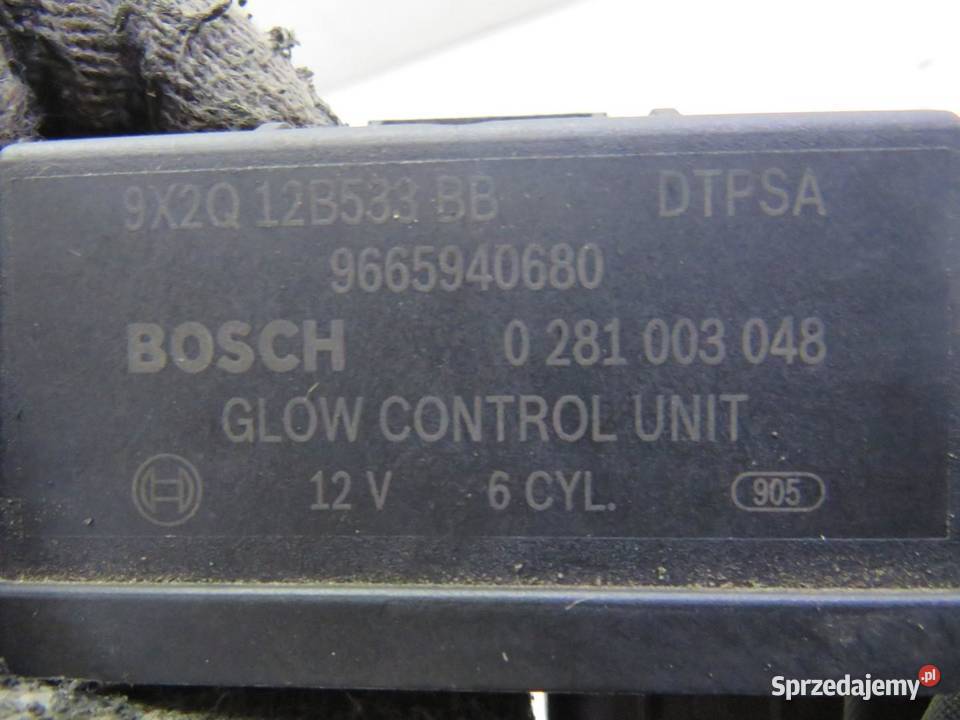 9X2Q 12B533 BB DTPSA
9665940680
BOSCH 0 281 003 048
GLOW CONTROL UNIT
12 V 6 CYL. 905
Sprzedajemy.pl